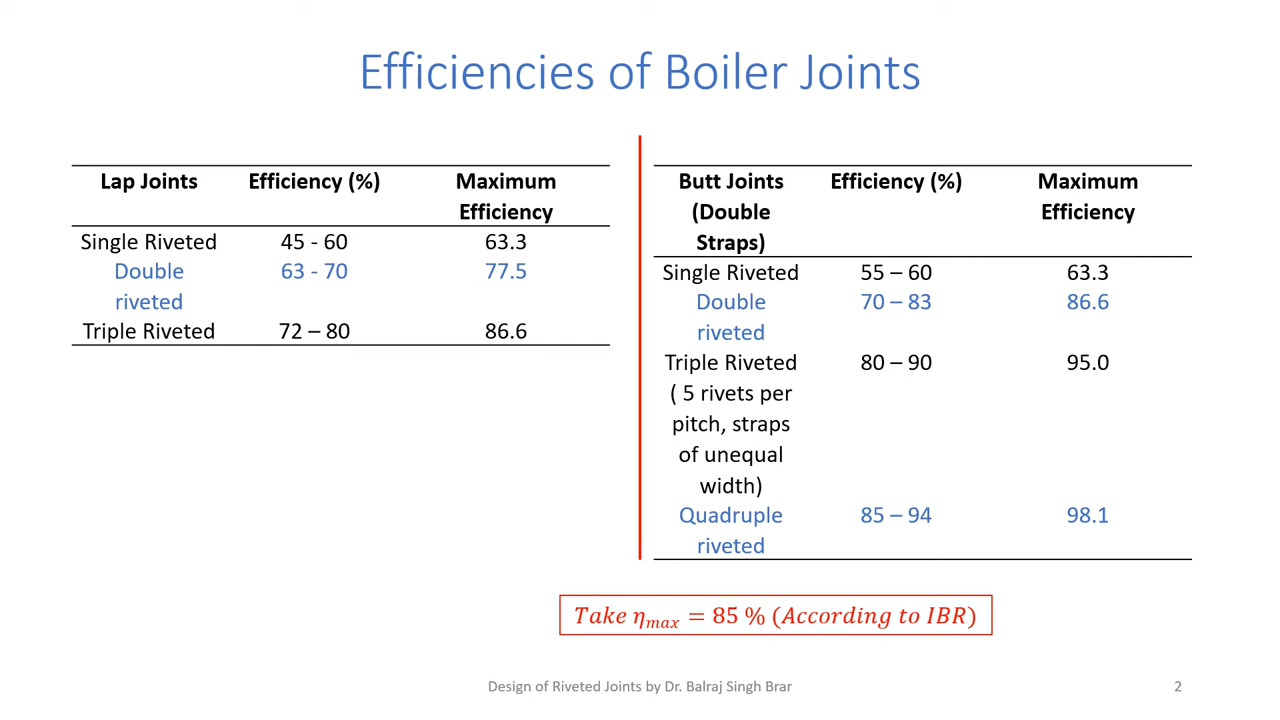 Efficiencies of Boiler Joints
Lap Joints Efficiency (%) Maximum
Efficiency
Single Riveted 45 - 60 63.3
Double 63 - 70 77.5
riveted
Triple Riveted 72 – 80 86.6
Butt Joints Efficiency (%) Maximum
(Double Efficiency
Straps)
Single Riveted 55 – 60 63.3
Double 70 – 83 86.6
riveted
Triple Riveted 80 – 90 95.0
( 5 rivets per
pitch, straps
of unequal
width)
Quadruple 85 – 94 98.1
riveted
Take η_max = 85 % (According to IBR)
Design of Riveted Joints by Dr. Balraj Singh Brar 2